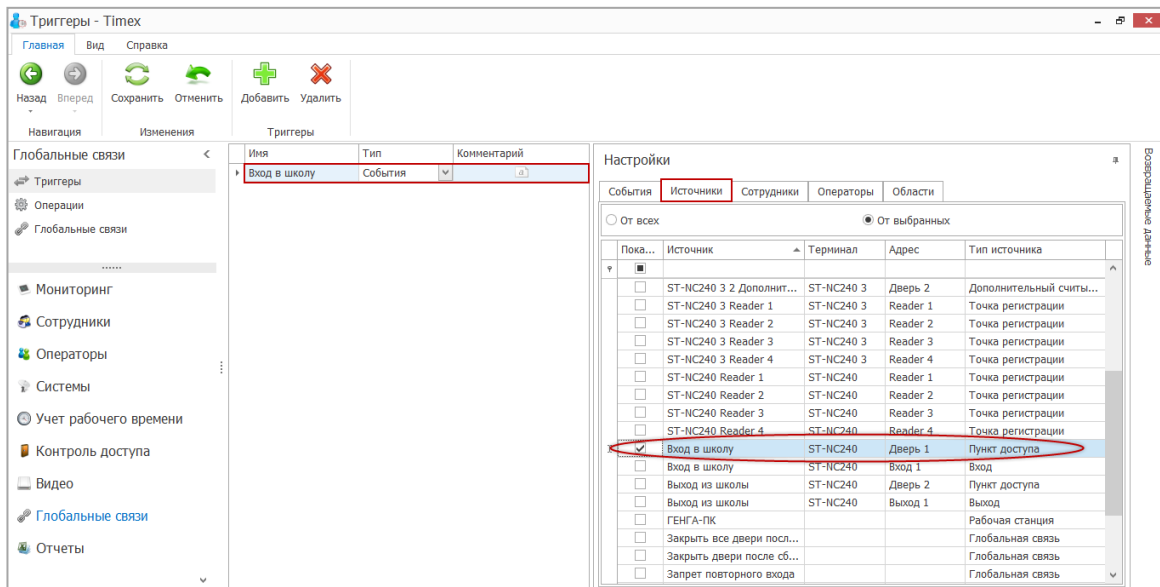 Триггеры - Timex
Главная Вид Справка
Назад Вперед Сохранить Отменить Добавить Удалить
Навигация Изменения Триггеры
Глобальные связи
Триггеры
Операции
Глобальные связи
Мониторинг
Сотрудники
Операторы
Системы
Учет рабочего времени
Контроль доступа
Видео
Глобальные связи
Отчеты
Имя Тип Комментарий
Вход в школу События a
Настройки
События Источники Сотрудники Операторы Области
От всех От выбранных
Пока... Источник Терминал Адрес Тип источника
ST-NC240 3 2 Дополнит... ST-NC240 3 Дверь 2 Дополнительный считы...
ST-NC240 3 Reader 1 ST-NC240 3 Reader 1 Точка регистрации
ST-NC240 3 Reader 2 ST-NC240 3 Reader 2 Точка регистрации
ST-NC240 3 Reader 3 ST-NC240 3 Reader 3 Точка регистрации
ST-NC240 3 Reader 4 ST-NC240 3 Reader 4 Точка регистрации
ST-NC240 Reader 1 ST-NC240 Reader 1 Точка регистрации
ST-NC240 Reader 2 ST-NC240 Reader 2 Точка регистрации
ST-NC240 Reader 3 ST-NC240 Reader 3 Точка регистрации
ST-NC240 Reader 4 ST-NC240 Reader 4 Точка регистрации
Вход в школу ST-NC240 Дверь 1 Пункт доступа
Вход в школу ST-NC240 Вход 1 Вход
Выход из школы ST-NC240 Дверь 2 Пункт доступа
Выход из школы ST-NC240 Выход 1 Выход
ГЕНГА-ПК Рабочая станция
Закрыть все двери посл... Глобальная связь
Закрыть двери после сб... Глобальная связь
Запрет повторного входа Глобальная связь
Возвращаемые данные